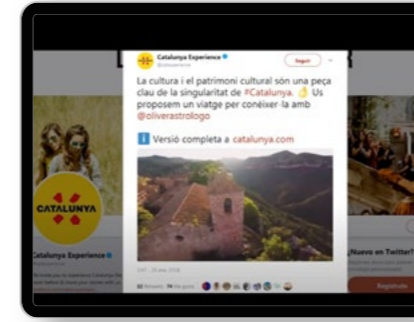 Catalunya Experience
Seguir
La cultura i el patrimoni cultural són una peça
clau de la singularitat de #Catalunya. 👌 Us
proposem un viatge per conèixer-la amb
@oliverastrologo
ℹ️ Versió completa a catalunya.com
CATALUNYA
Catalunya Experience
¿Nuevo en Twitter?
Regístrate